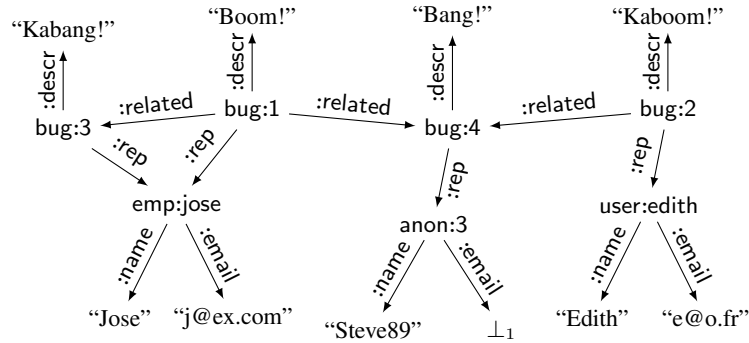 “Kabang!” “Boom!” “Bang!” “Kaboom!”
:descr :descr :descr :descr
bug:3 :related bug:1 :related bug:4 :related bug:2
:rep :rep :rep :rep
emp:jose anon:3 user:edith
:name :email :name :email :name :email
“Jose” “j@ex.com” “Steve89” ⊥1 “Edith” “e@o.fr”